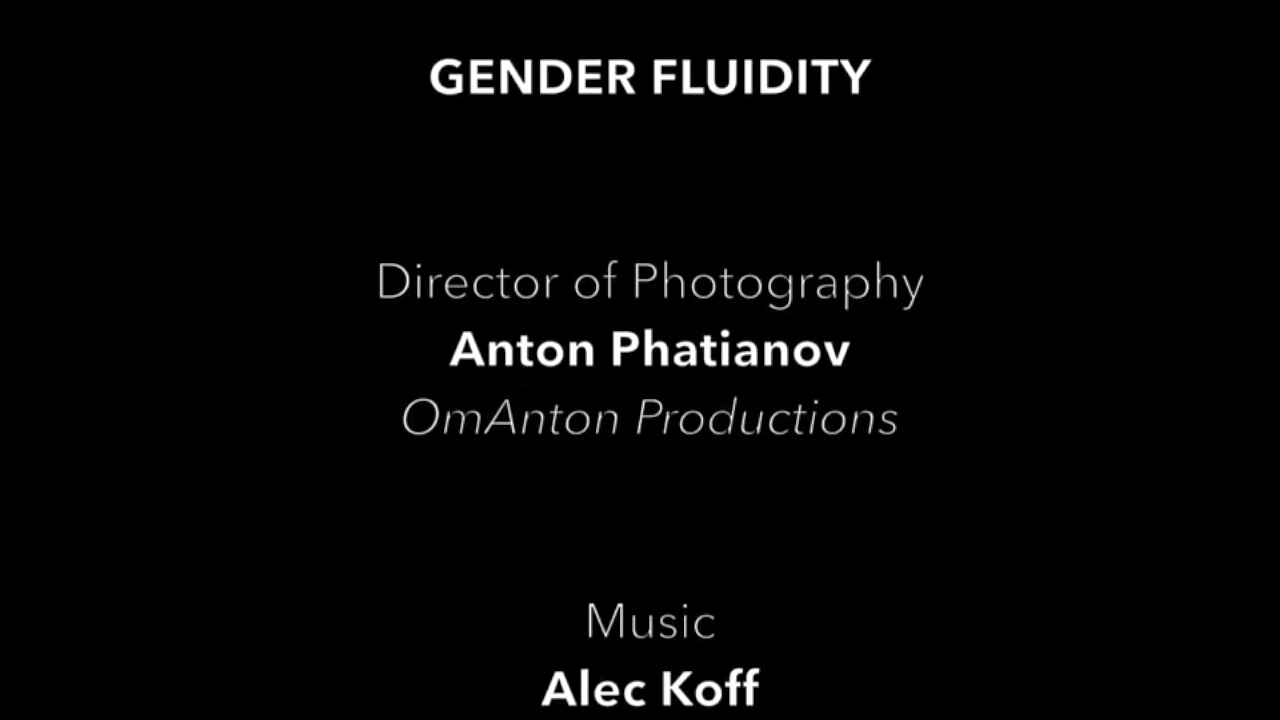 GENDER FLUIDITY
Director of Photography
Anton Phatianov
OmAnton Productions
Music
Alec Koff